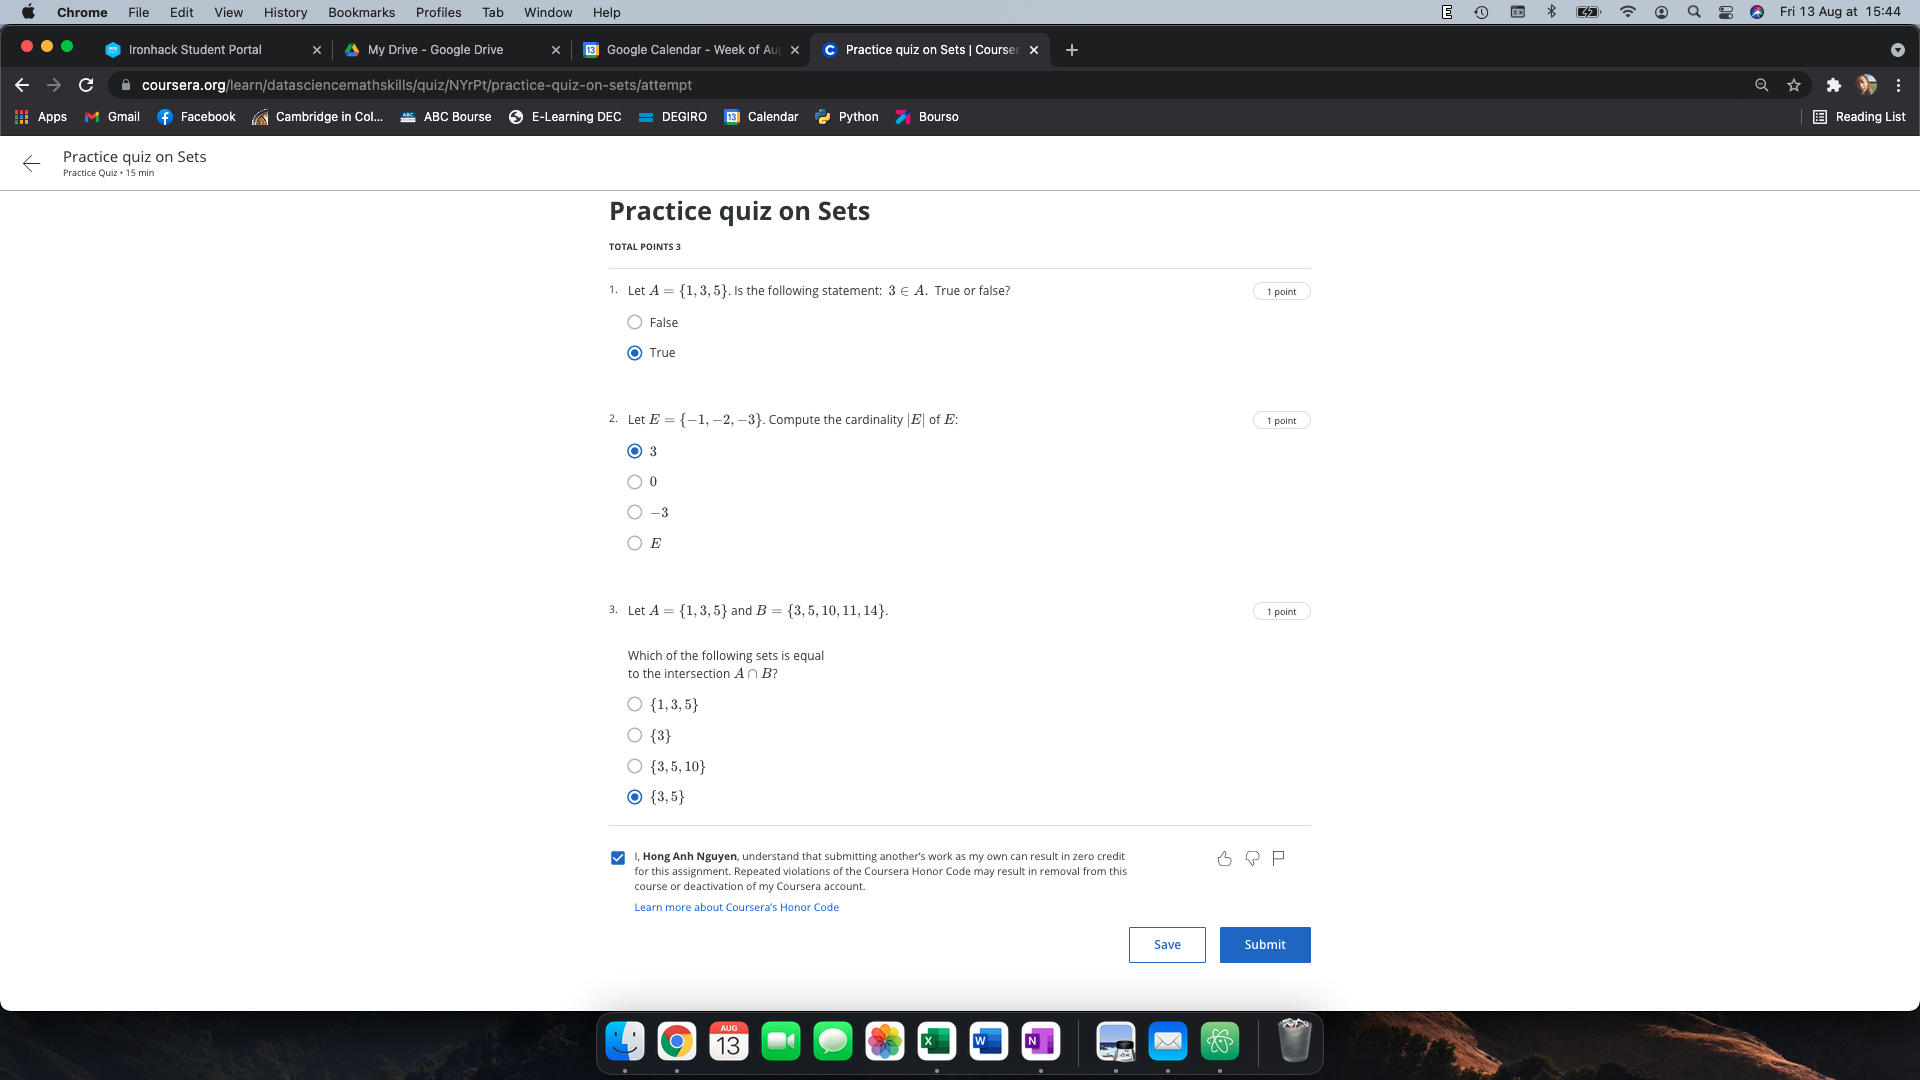 Chrome File Edit View History Bookmarks Profiles Tab Window Help Fri 13 Aug at 15:44
Ironhack Student Portal My Drive - Google Drive Google Calendar - Week of Au Practice quiz on Sets | Courser
coursera.org/learn/datasciencemathskills/quiz/NYrPt/practice-quiz-on-sets/attempt
Apps Gmail Facebook Cambridge in Col... ABC Bourse E-Learning DEC DEGIRO 13 Calendar Python Bourso Reading List
Practice quiz on Sets
Practice Quiz • 15 min
Practice quiz on Sets
TOTAL POINTS 3
1. Let A = {1, 3, 5}. Is the following statement: 3 ∈ A. True or false? 1 point
False
True
2. Let E = {−1, −2, −3}. Compute the cardinality |E| of E: 1 point
3
0
−3
E
3. Let A = {1, 3, 5} and B = {3, 5, 10, 11, 14}. 1 point
Which of the following sets is equal
to the intersection A ∩ B?
{1, 3, 5}
{3}
{3, 5, 10}
{3, 5}
I, Hong Anh Nguyen, understand that submitting another's work as my own can result in zero credit
for this assignment. Repeated violations of the Coursera Honor Code may result in removal from this
course or deactivation of my Coursera account.
Learn more about Coursera's Honor Code
Save Submit
AUG
13